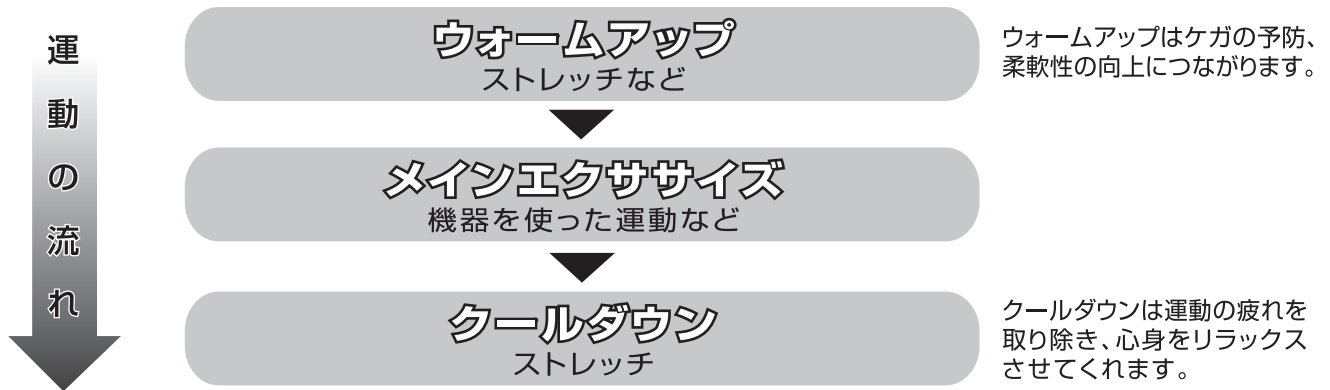 運動の流れ
ウォームアップ
ストレッチなど
ウォームアップはケガの予防、
柔軟性の向上につながります。
メインエクササイズ
機器を使った運動など
クールダウン
ストレッチ
クールダウンは運動の疲れを
取り除き、心身をリラックス
させてくれます。